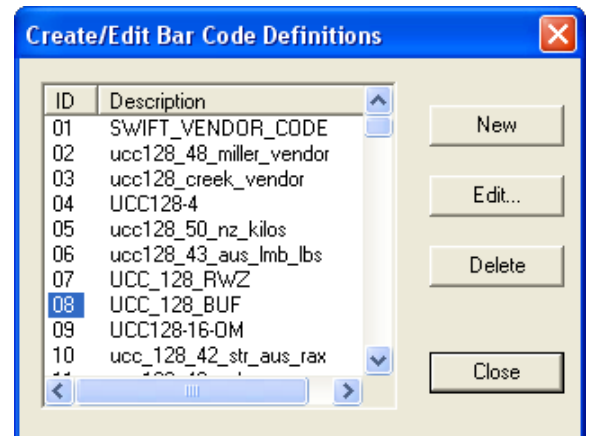 Create/Edit Bar Code Definitions
ID Description
01 SWIFT_VENDOR_CODE
02 ucc128_48_miller_vendor
03 ucc128_creek_vendor
04 UCC128-4
05 ucc128_50_nz_kilos
06 ucc128_43_aus_lmb_lbs
07 UCC_128_RWZ
08 UCC_128_BUF
09 UCC128-16-OM
10 ucc_128_42_str_aus_rax
New
Edit...
Delete
Close